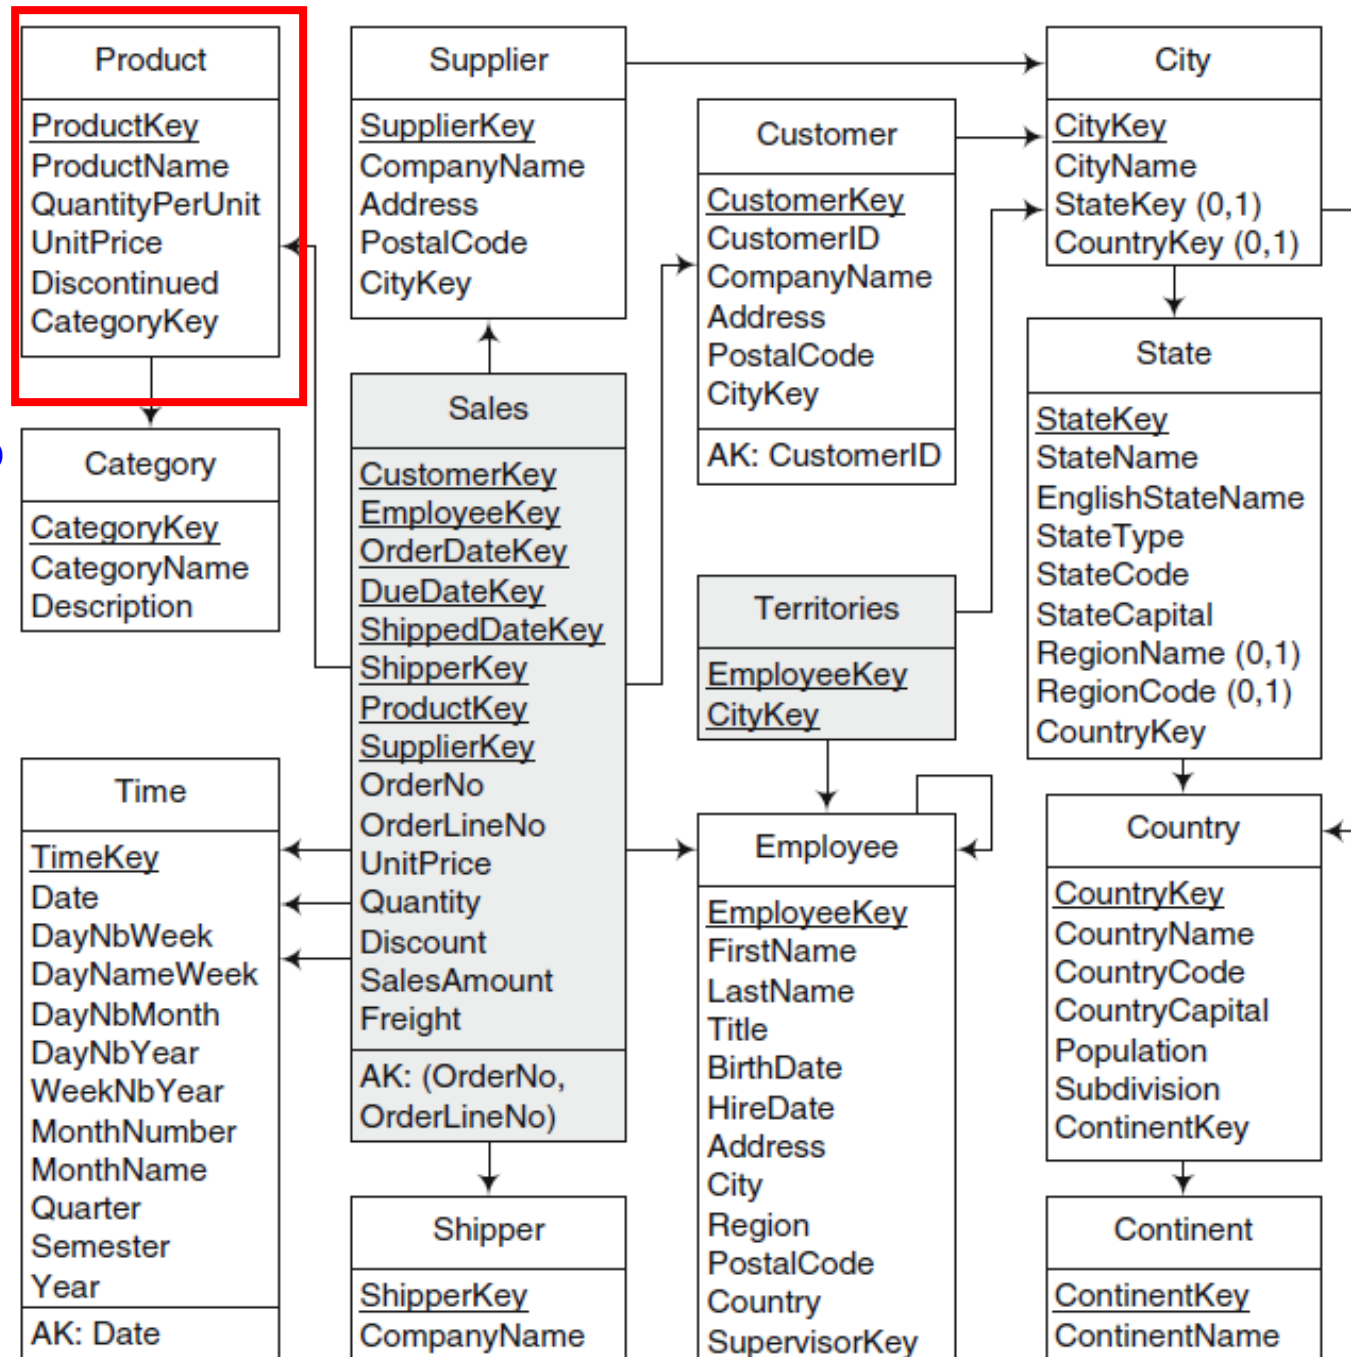 Product
ProductKey
ProductName
QuantityPerUnit
UnitPrice
Discontinued
CategoryKey
Category
CategoryKey
CategoryName
Description
Time
TimeKey
Date
DayNbWeek
DayNameWeek
DayNbMonth
DayNbYear
WeekNbYear
MonthNumber
MonthName
Quarter
Semester
Year
AK: Date
Supplier
SupplierKey
CompanyName
Address
PostalCode
CityKey
Sales
CustomerKey
EmployeeKey
OrderDateKey
DueDateKey
ShippedDateKey
ShipperKey
ProductKey
SupplierKey
OrderNo
OrderLineNo
UnitPrice
Quantity
Discount
SalesAmount
Freight
AK: (OrderNo,
OrderLineNo)
Shipper
ShipperKey
CompanyName
Customer
CustomerKey
CustomerID
CompanyName
Address
PostalCode
CityKey
AK: CustomerID
Territories
EmployeeKey
CityKey
Employee
EmployeeKey
FirstName
LastName
Title
BirthDate
HireDate
Address
City
Region
PostalCode
Country
SupervisorKey
City
CityKey
CityName
StateKey (0,1)
CountryKey (0,1)
State
StateKey
StateName
EnglishStateName
StateType
StateCode
StateCapital
RegionName (0,1)
RegionCode (0,1)
CountryKey
Country
CountryKey
CountryName
CountryCode
CountryCapital
Population
Subdivision
ContinentKey
Continent
ContinentKey
ContinentName